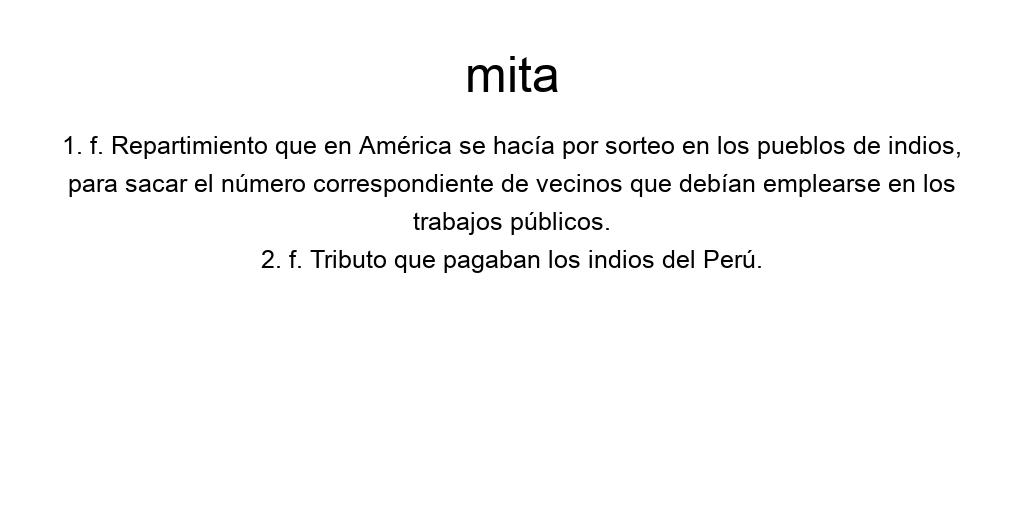 mita
1. f. Repartimiento que en América se hacía por sorteo en los pueblos de indios,
para sacar el número correspondiente de vecinos que debían emplearse en los
trabajos públicos.
2. f. Tributo que pagaban los indios del Perú.